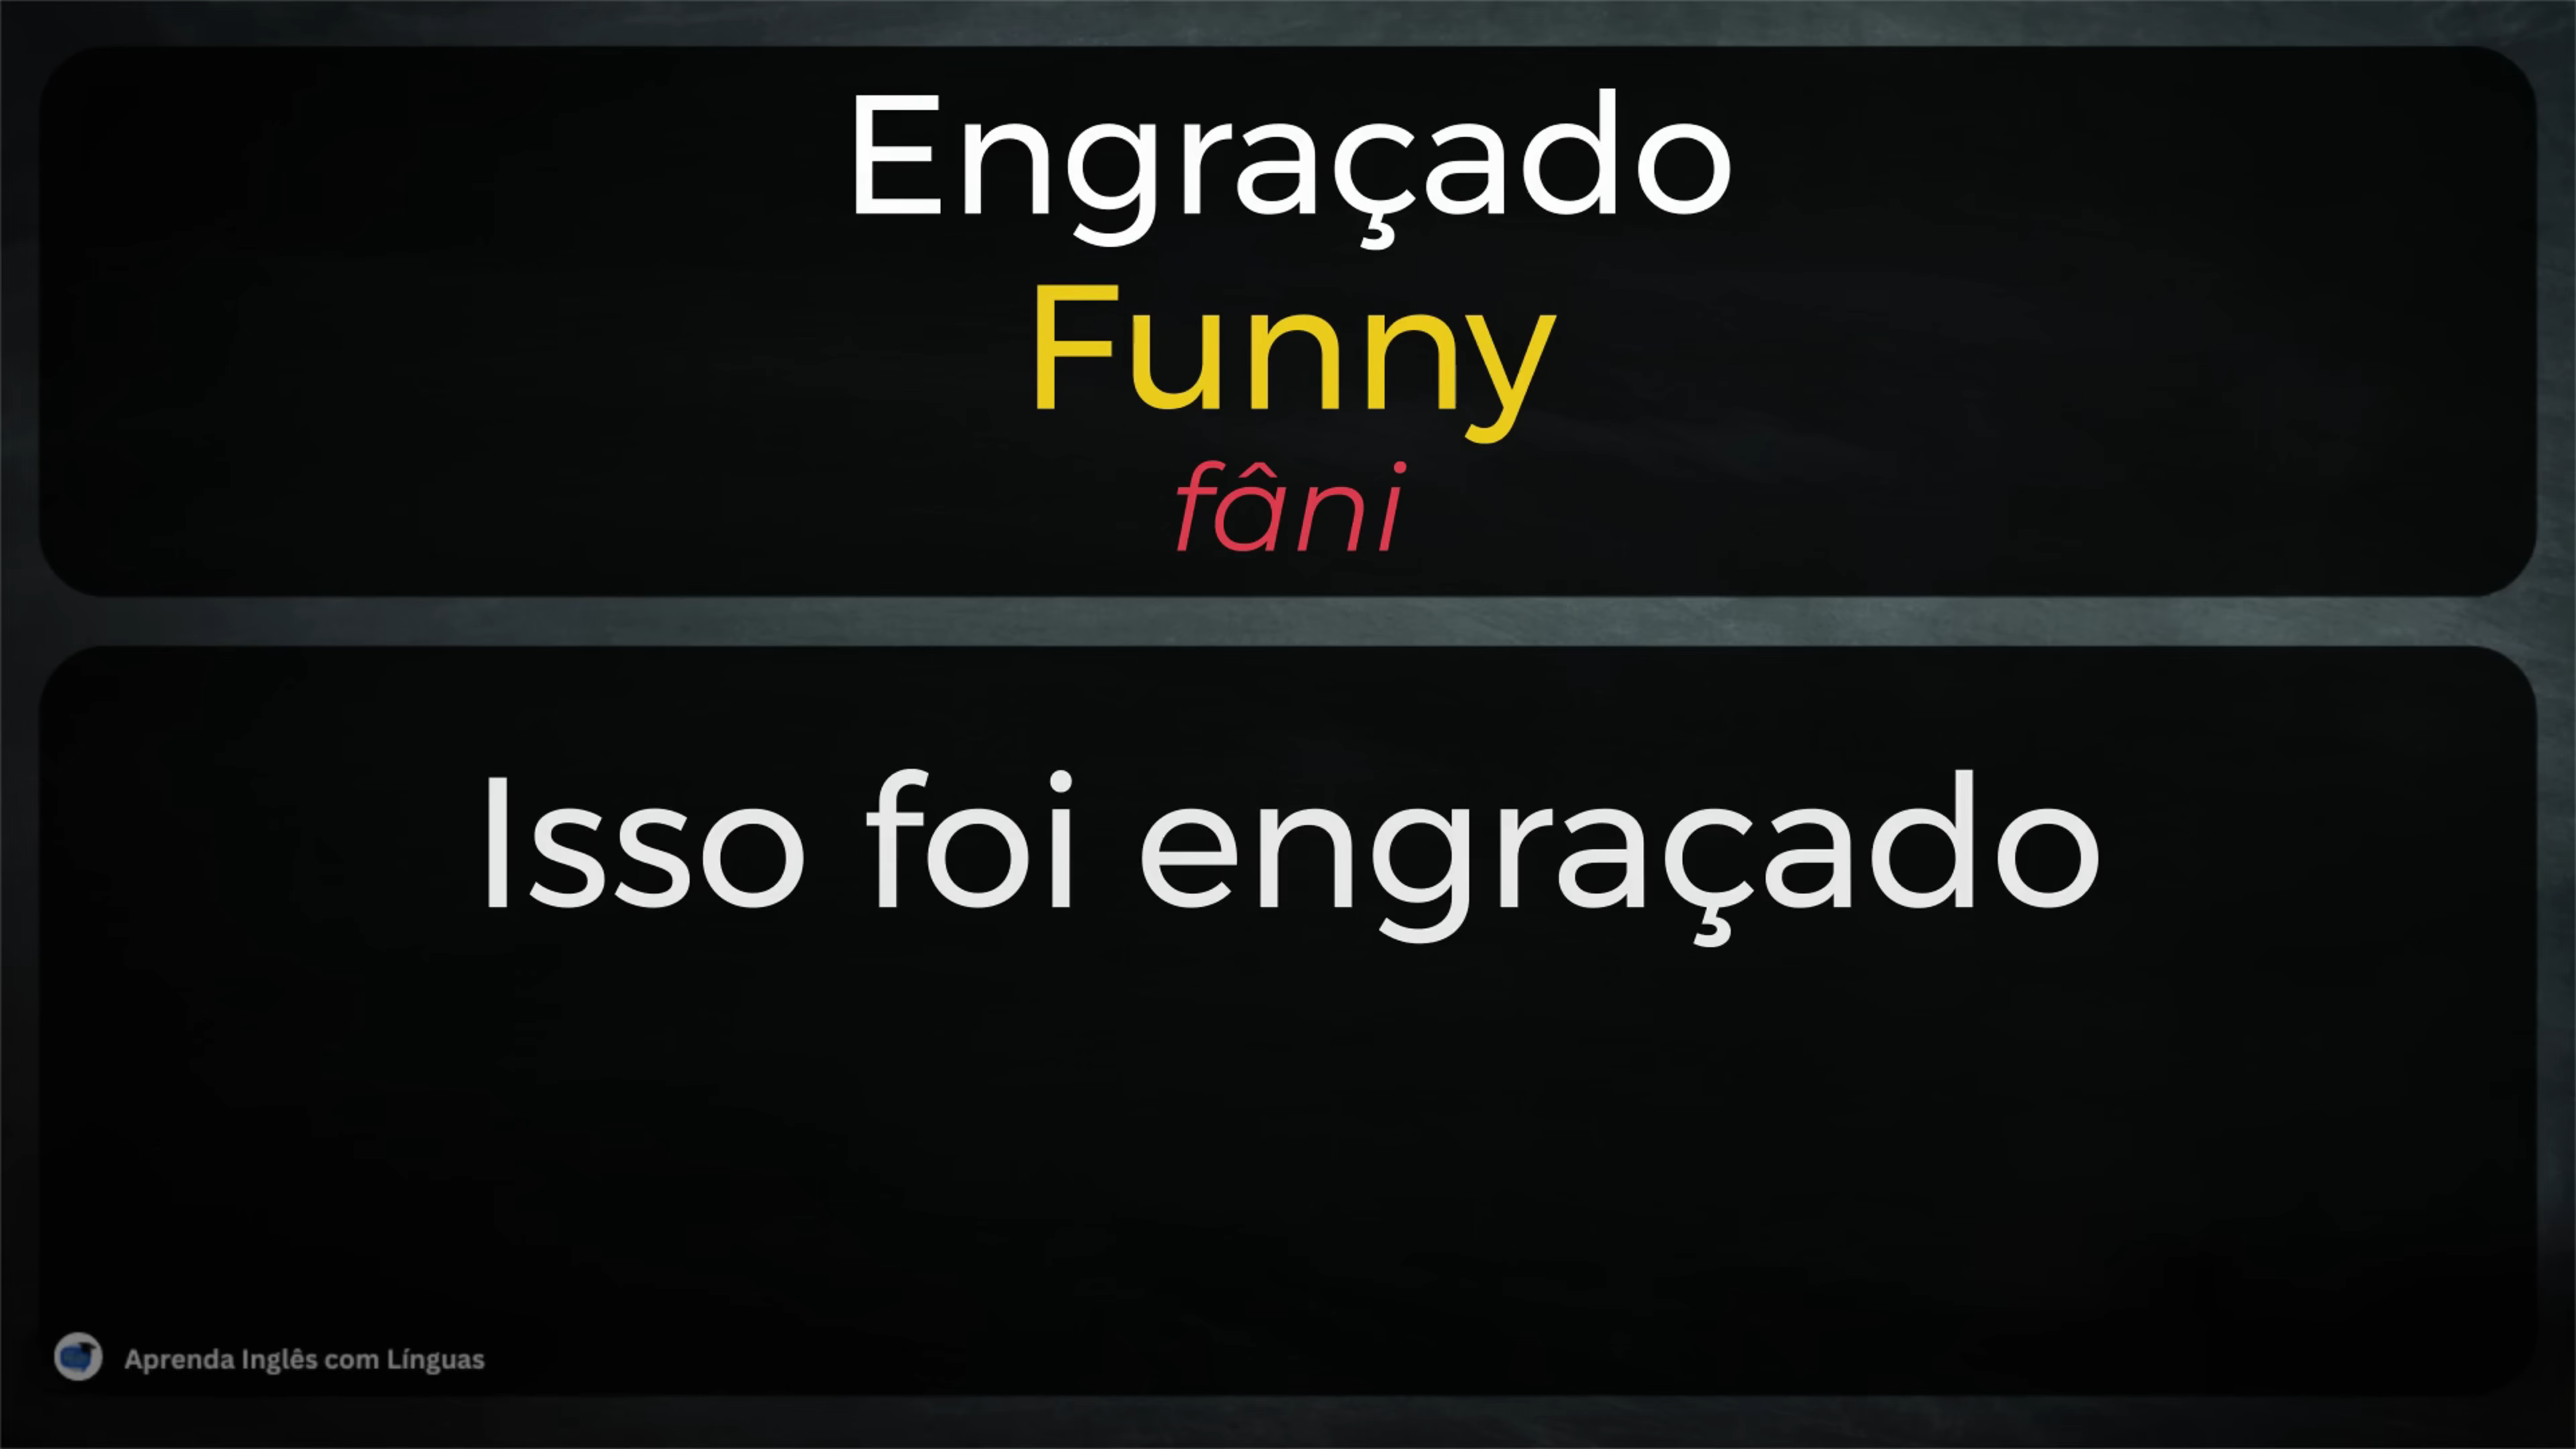 Engraçado
Funny
fâni
Isso foi engraçado
Aprenda Inglês com Línguas